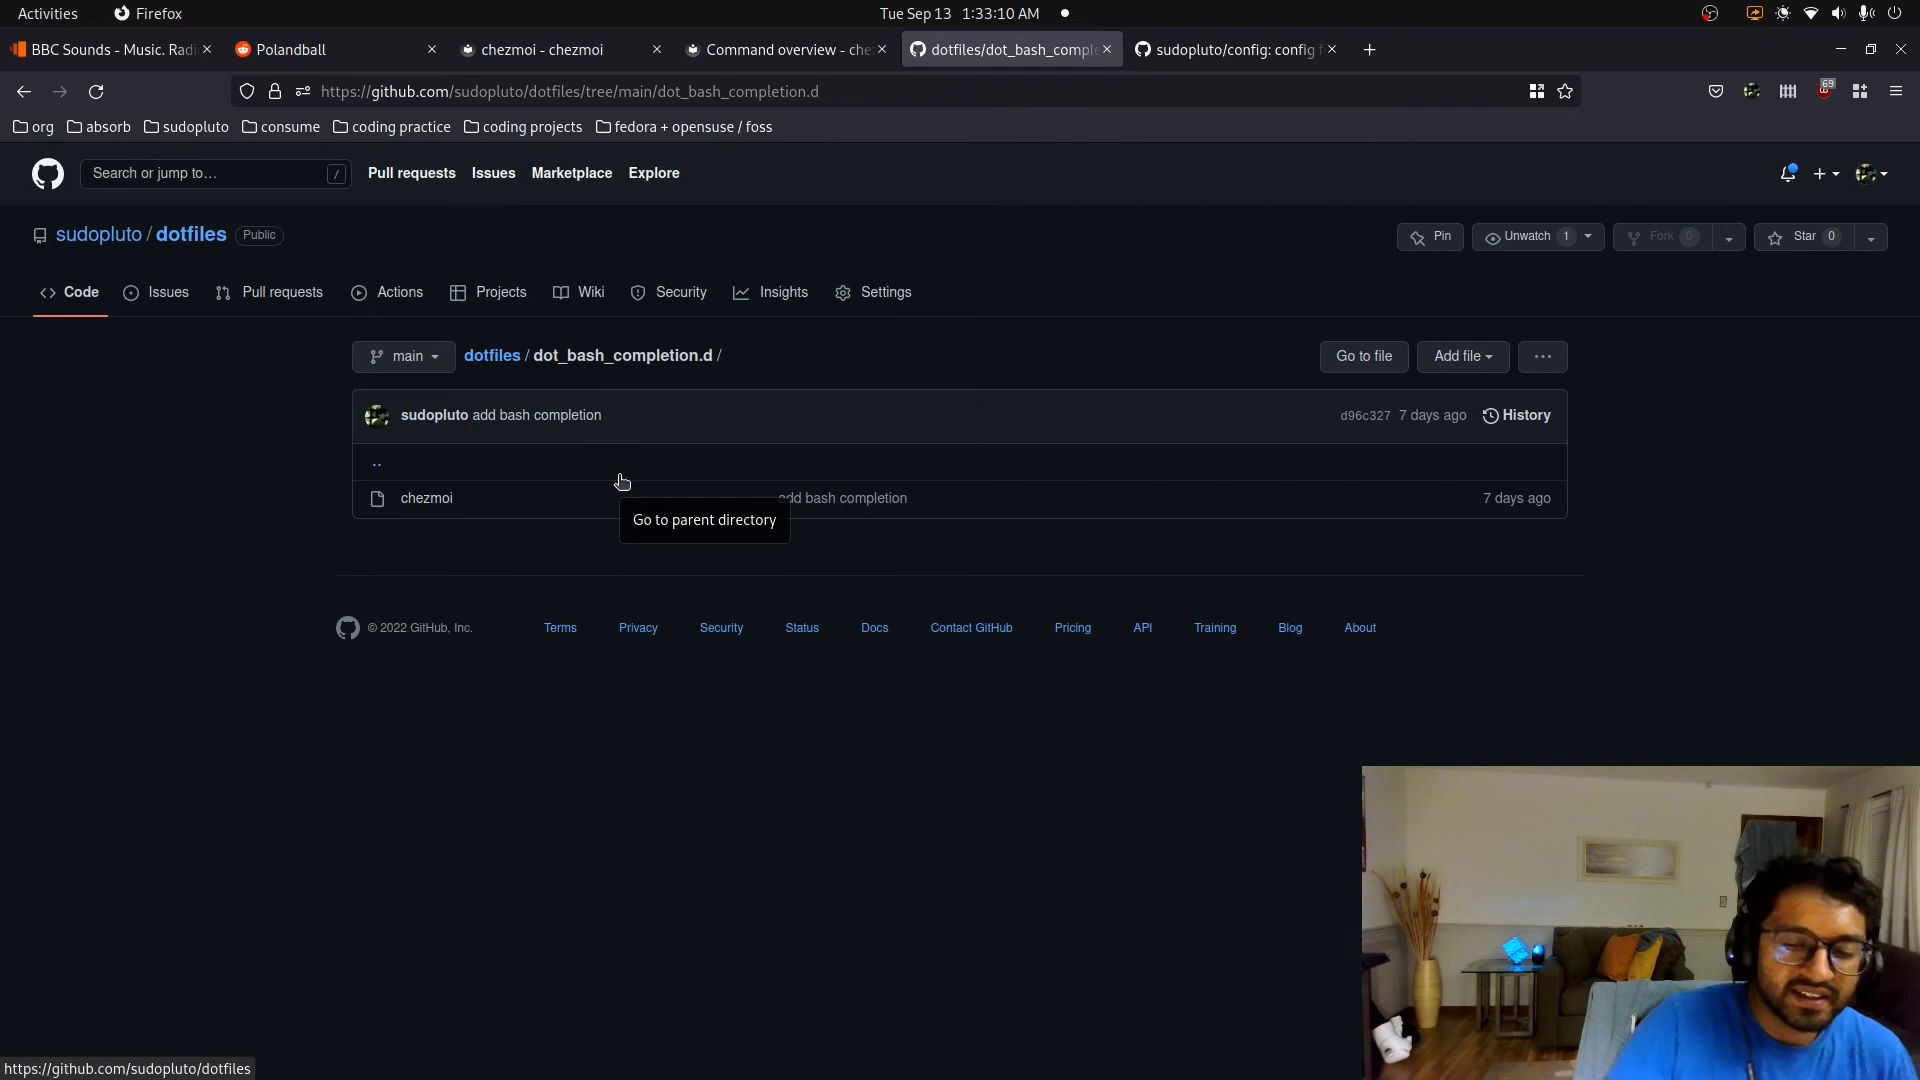 Activities Firefox Tue Sep 13 1:33:10 AM
BBC Sounds - Music. Radi Polandball chezmoi - chezmoi Command overview - che dotfiles/dot_bash_comple sudopluto/config: config f
https://github.com/sudopluto/dotfiles/tree/main/dot_bash_completion.d 69
org absorb sudopluto consume coding practice coding projects fedora + opensuse / foss
Search or jump to… / Pull requests Issues Marketplace Explore
sudopluto / dotfiles Public Pin Unwatch 1 Fork 0 Star 0
Code Issues Pull requests Actions Projects Wiki Security Insights Settings
main dotfiles / dot_bash_completion.d / Go to file Add file ...
sudopluto add bash completion d96c327 7 days ago History
..
chezmoi add bash completion 7 days ago
Go to parent directory
© 2022 GitHub, Inc. Terms Privacy Security Status Docs Contact GitHub Pricing API Training Blog About
https://github.com/sudopluto/dotfiles